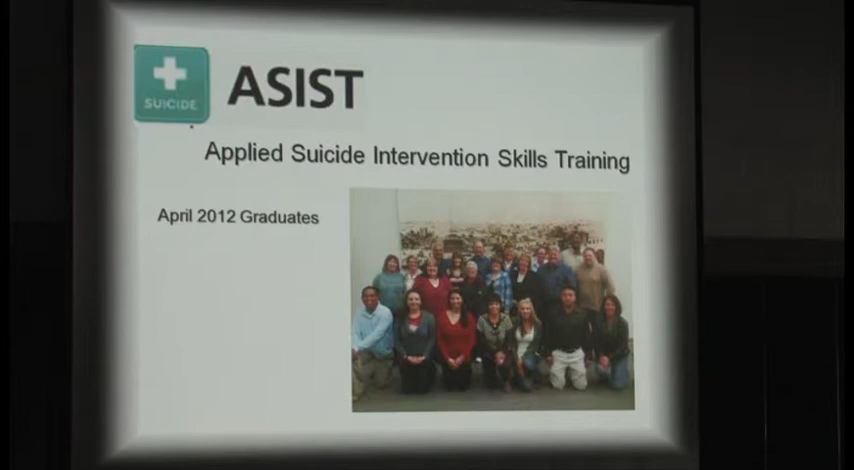 SUICIDE
ASIST
Applied Suicide Intervention Skills Training
April 2012 Graduates